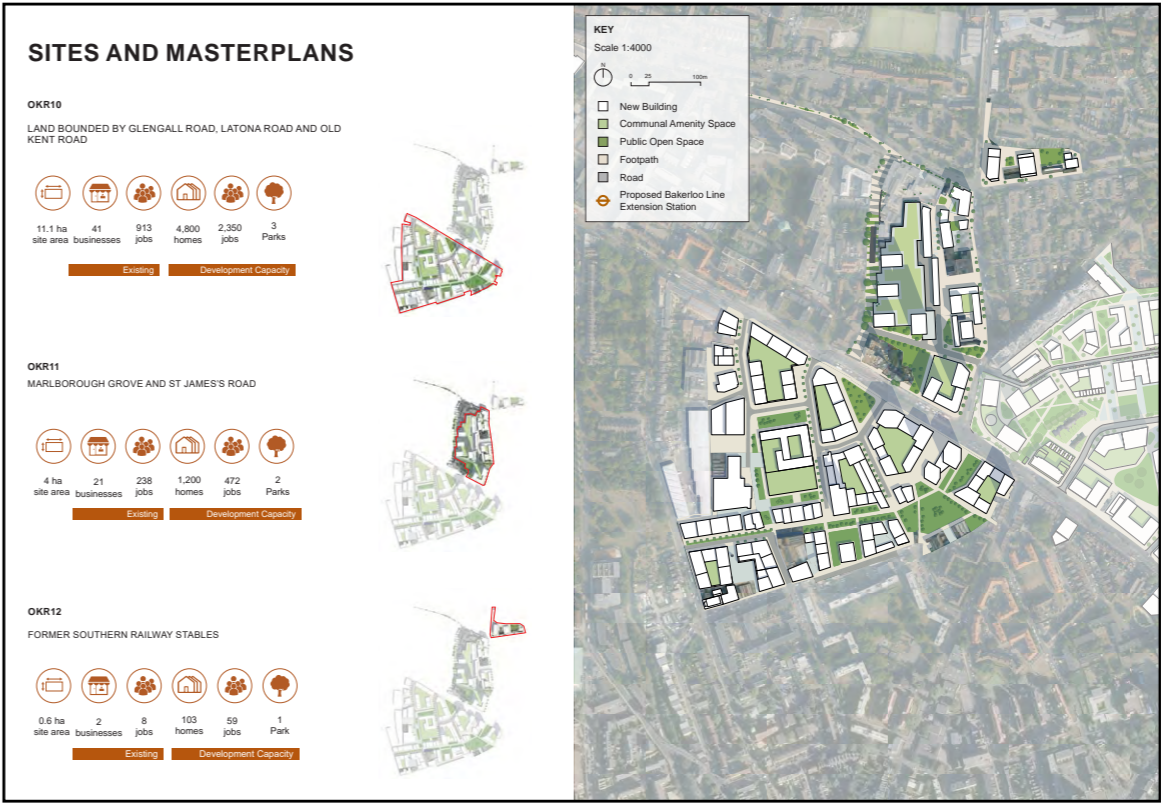 SITES AND MASTERPLANS
OKR10
LAND BOUNDED BY GLENGALL ROAD, LATONA ROAD AND OLD
KENT ROAD
11.1 ha
site area
41
businesses
913
jobs
4,800
homes
2,350
jobs
3
Parks
Existing
Development Capacity
OKR11
MARLBOROUGH GROVE AND ST JAMES'S ROAD
4 ha
site area
21
businesses
238
jobs
1,200
homes
472
jobs
2
Parks
Existing
Development Capacity
OKR12
FORMER SOUTHERN RAILWAY STABLES
0.6 ha
site area
2
businesses
8
jobs
103
homes
59
jobs
1
Park
Existing
Development Capacity
KEY
Scale 1:4000
N
0 25 100m
New Building
Communal Amenity Space
Public Open Space
Footpath
Road
Proposed Bakerloo Line
Extension Station